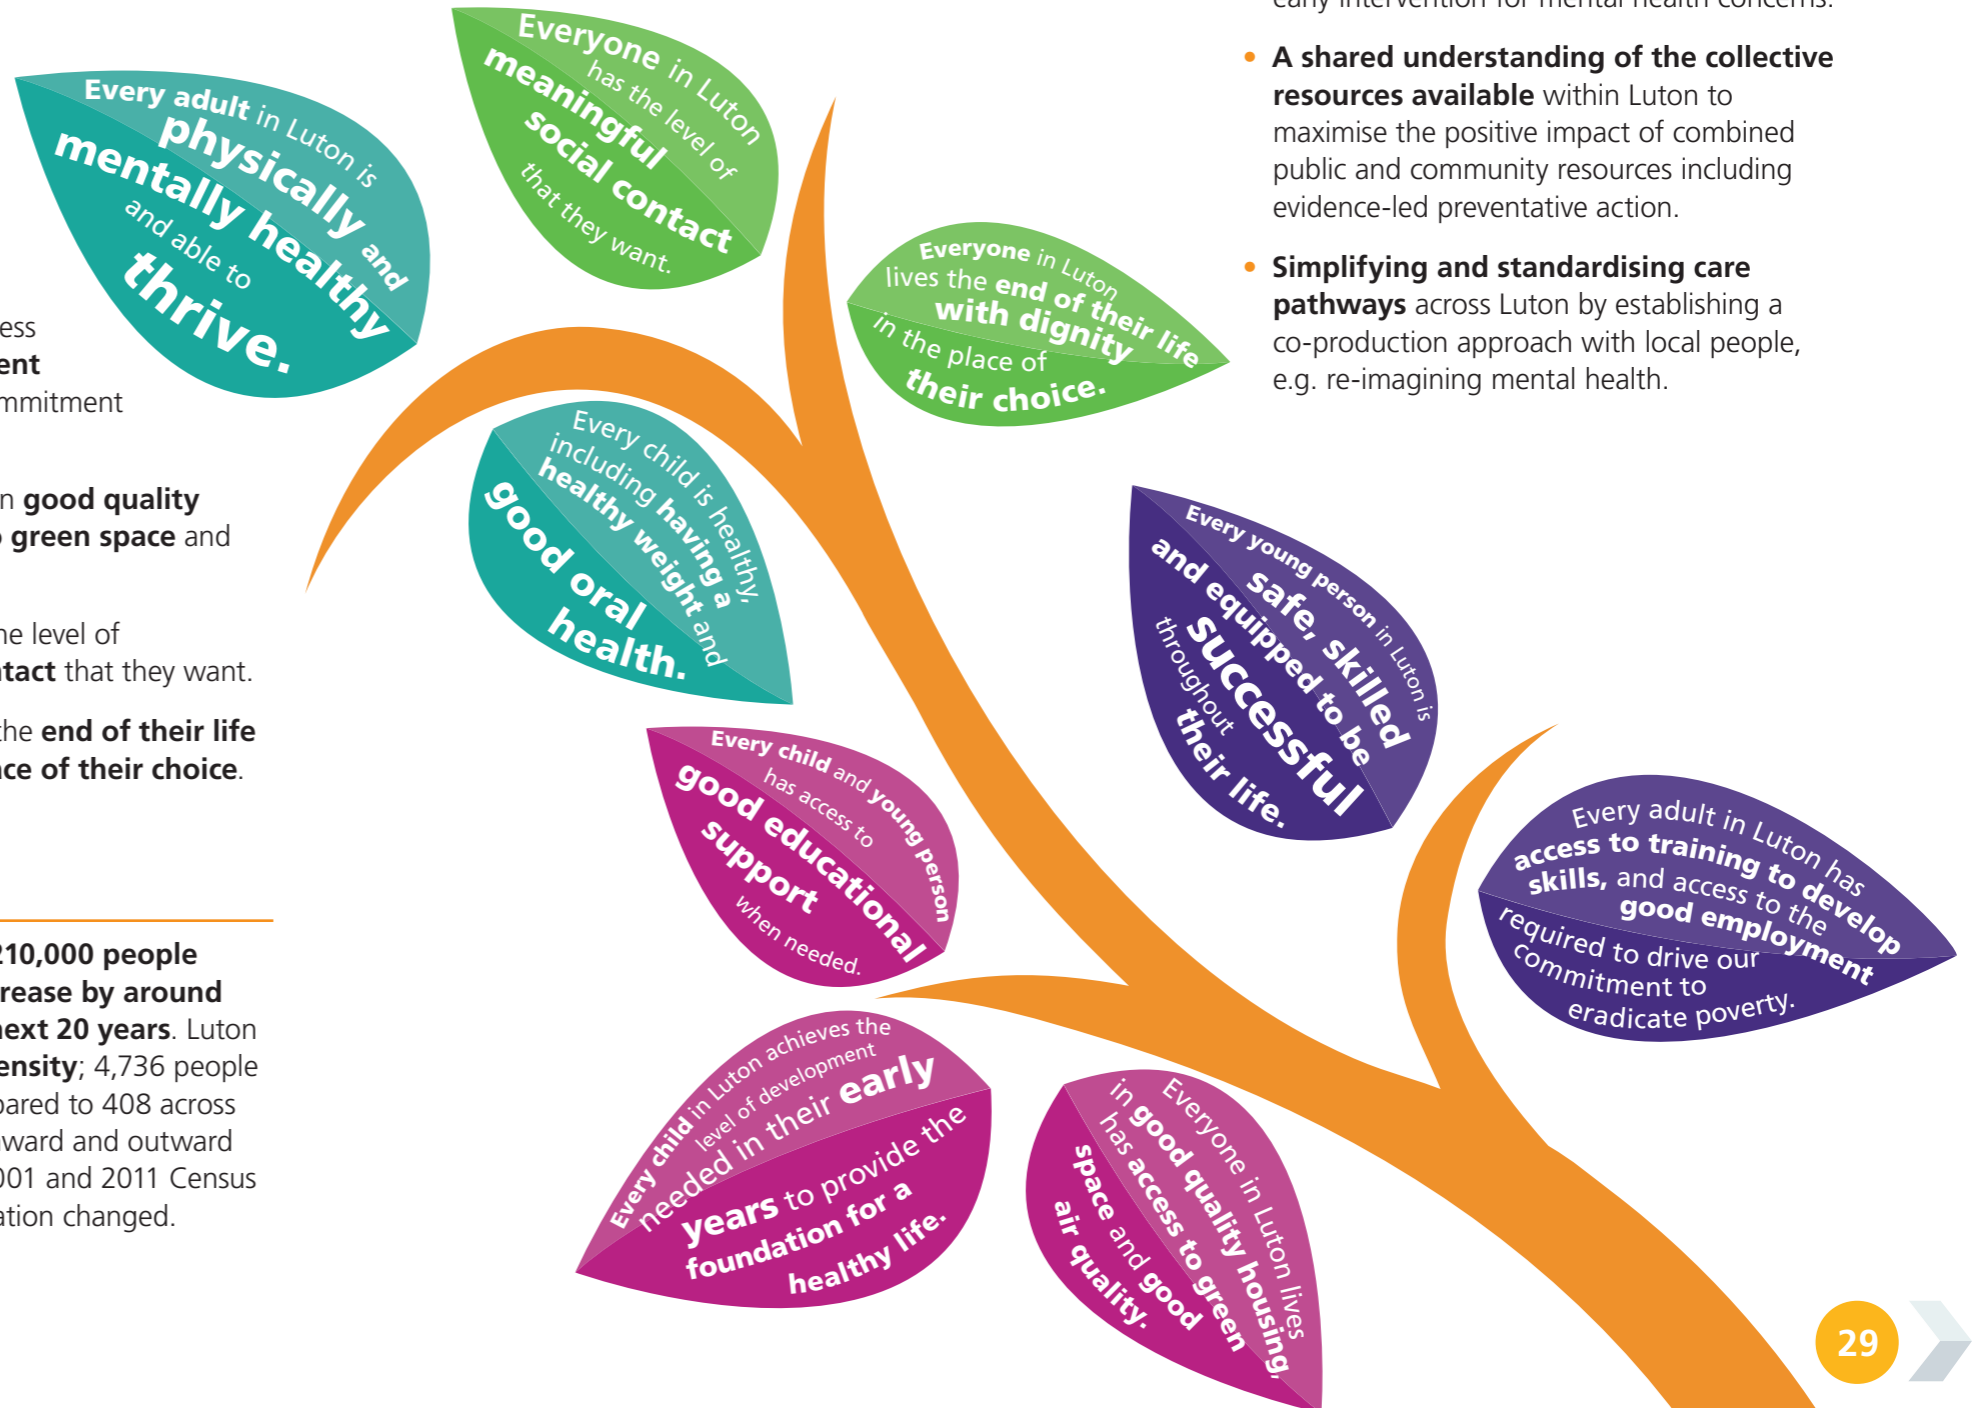 ess
ent
mmitment
n good quality
green space and
ne level of
ntact that they want.
the end of their life
ace of their choice.
210,000 people
rease by around
next 20 years. Luton
ensity; 4,736 people
pared to 408 across
ward and outward
001 and 2011 Census
ation changed.
Every adult in Luton is
physically and
mentally healthy
and able to
thrive.
Everyone in Luton
has the level of
meaningful
social contact
that they want.
Everyone in Luton
lives the end of their life
with dignity
in the place of
their choice.
Every child is healthy,
including having a
healthy weight and
good oral
health.
Every child and young person
has access to
good educational
support
when needed.
Every child in Luton achieves the
level of development
needed in their early
years to provide the
foundation for a
healthy life.
Everyone in Luton lives
in good quality housing,
has access to green
space and good
air quality.
Every young person in Luton is
safe, skilled
and equipped to be
successful
throughout
their life.
Every adult in Luton has
access to training to develop
skills, and access to the
good employment
required to drive our
commitment to
eradicate poverty.
early intervention for mental health concerns.
• A shared understanding of the collective
resources available within Luton to
maximise the positive impact of combined
public and community resources including
evidence-led preventative action.
• Simplifying and standardising care
pathways across Luton by establishing a
co-production approach with local people,
e.g. re-imagining mental health.
29